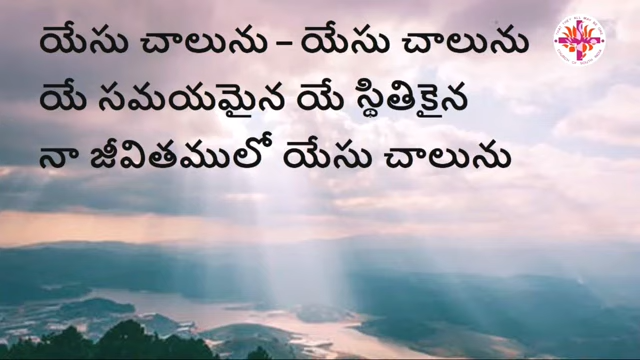 యేసు చాలును – యేసు చాలును
యే సమయమైన యే స్థితికైన
నా జీవితములో యేసు చాలును